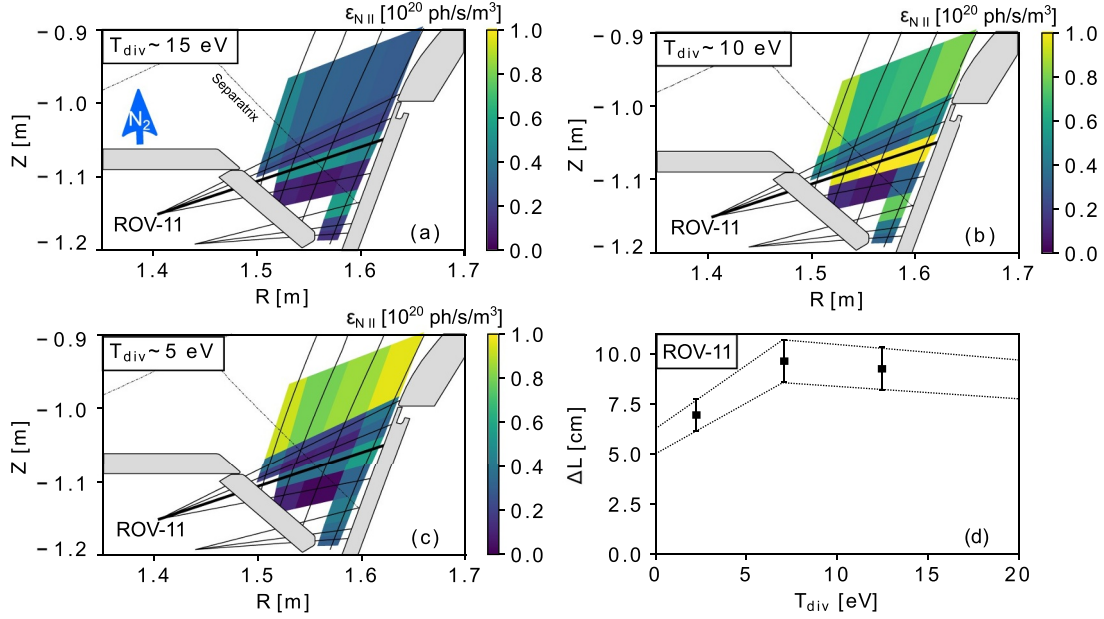 ε_N II [10^20 ph/s/m^3]
T_div ~ 15 eV
Separatrix
N_2
ROV-11
(a)
Z [m]
−0.9
−1.0
−1.1
−1.2
1.4 1.5 1.6 1.7
R [m]
1.0
0.8
0.6
0.4
0.2
0.0
ε_N II [10^20 ph/s/m^3]
T_div ~ 10 eV
ROV-11
(b)
Z [m]
−0.9
−1.0
−1.1
−1.2
1.4 1.5 1.6 1.7
R [m]
1.0
0.8
0.6
0.4
0.2
0.0
ε_N II [10^20 ph/s/m^3]
T_div ~ 5 eV
ROV-11
(c)
Z [m]
−0.9
−1.0
−1.1
−1.2
1.4 1.5 1.6 1.7
R [m]
1.0
0.8
0.6
0.4
0.2
0.0
ROV-11
(d)
ΔL [cm]
10.0
7.5
5.0
2.5
0.0
0 5 10 15 20
T_div [eV]